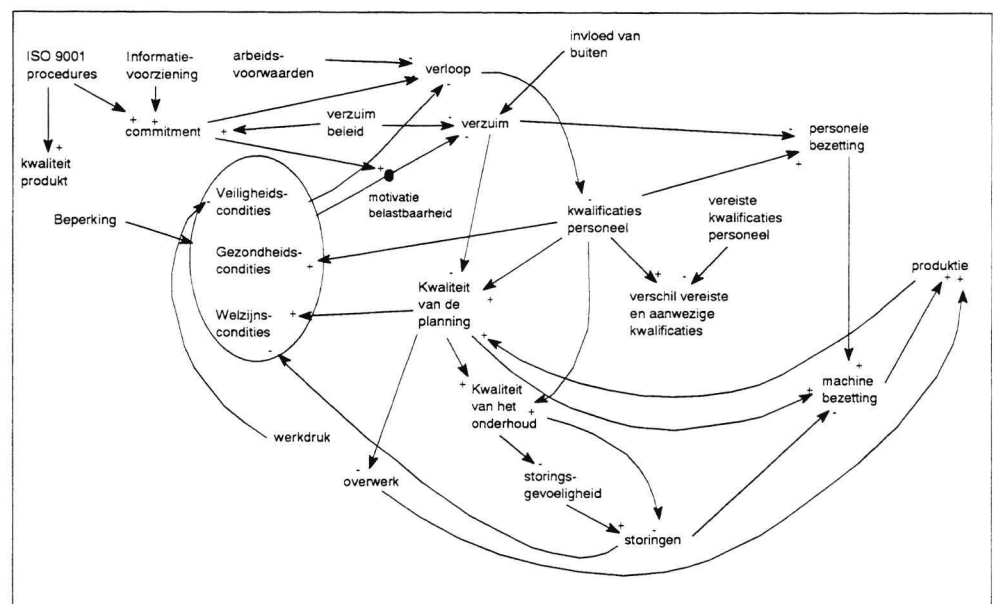 ISO 9001
procedures
Informatie-
voorziening
arbeids-
voorwaarden
invloed van
buiten
verloop
commitment
verzuim
beleid
verzuim
personele
bezetting
kwaliteit
produkt
motivatie
belastbaarheid
Veiligheids-
condities
Beperking
kwalificaties
personeel
vereiste
kwalificaties
personeel
Gezondheids-
condities
produktie
Kwaliteit
van de
planning
verschil vereiste
en aanwezige
kwalificaties
Welzijns-
condities
machine
bezetting
Kwaliteit
van het
onderhoud
werkdruk
overwerk
storings-
gevoeligheid
storingen